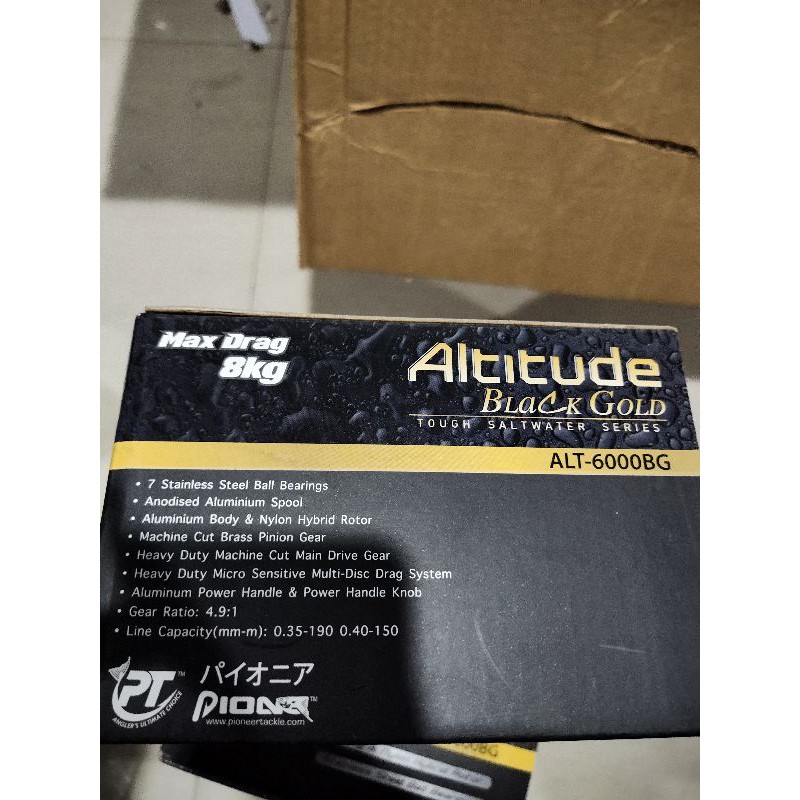 Max Drag
8kg
Altitude
Black Gold
TOUGH SALTWATER SERIES
ALT-6000BG
• 7 Stainless Steel Ball Bearings
• Anodised Aluminium Spool
• Aluminium Body & Nylon Hybrid Rotor
• Machine Cut Brass Pinion Gear
• Heavy Duty Machine Cut Main Drive Gear
• Heavy Duty Micro Sensitive Multi-Disc Drag System
• Aluminum Power Handle & Power Handle Knob
• Gear Ratio: 4.9:1
• Line Capacity(mm-m): 0.35-190 0.40-150
PT™
ANGLER'S ULTIMATE CHOICE
パイオニア
PIONEER™
www.pioneertackle.com